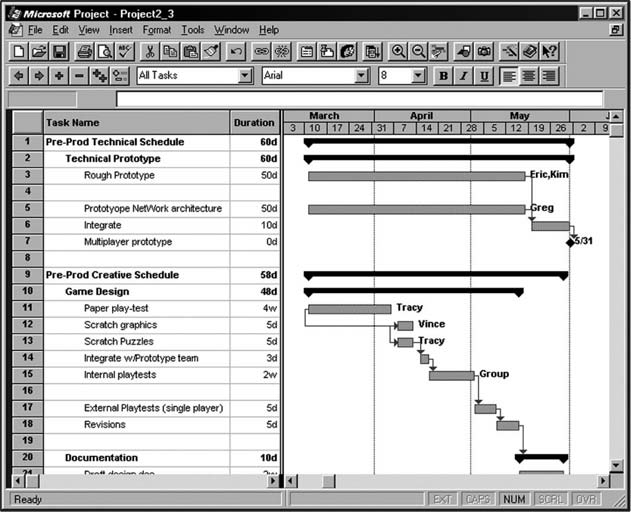 Microsoft Project - Project2_3
File Edit View Insert Format Tools Window Help
All Tasks Arial 8 B I U
Task Name Duration March April May
3 10 17 24 31 7 14 21 28 5 12 19 26 2 9
1 Pre-Prod Technical Schedule 60d
2 Technical Prototype 60d
3 Rough Prototype 50d Eric,Kim
4
5 Protoyope NetWork architecture 50d Greg
6 Integrate 10d
7 Multiplayer prototype 0d 5/31
8
9 Pre-Prod Creative Schedule 58d
10 Game Design 48d
11 Paper play-test 4w Tracy
12 Scratch graphics 5d Vince
13 Scratch Puzzles 5d Tracy
14 Integrate w/Prototype team 3d
15 Internal playtests 2w Group
16
17 External Playtests (single player) 5d
18 Revisions 5d
19
20 Documentation 10d
21
Ready EXT CAPS NUM SCRL OVR